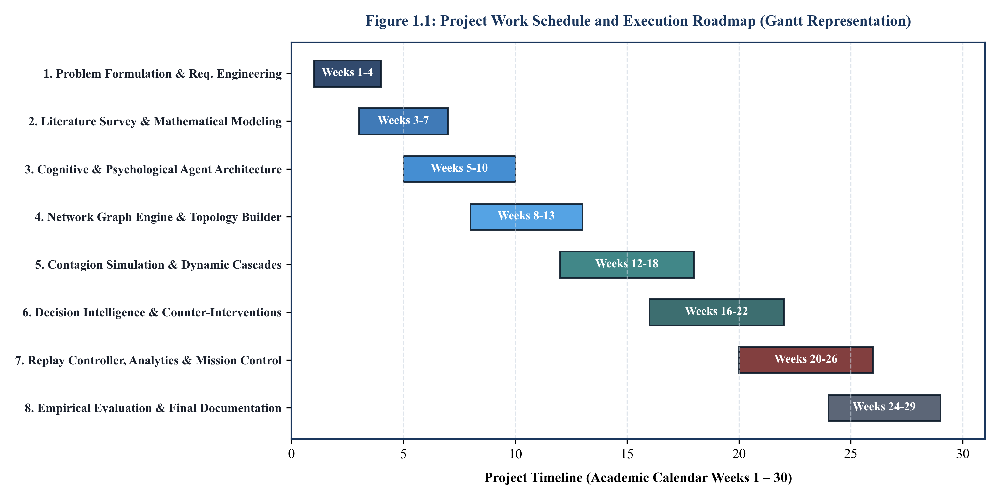 Figure 1.1: Project Work Schedule and Execution Roadmap (Gantt Representation)
1. Problem Formulation & Req. Engineering
Weeks 1-4
2. Literature Survey & Mathematical Modeling
Weeks 3-7
3. Cognitive & Psychological Agent Architecture
Weeks 5-10
4. Network Graph Engine & Topology Builder
Weeks 8-13
5. Contagion Simulation & Dynamic Cascades
Weeks 12-18
6. Decision Intelligence & Counter-Interventions
Weeks 16-22
7. Replay Controller, Analytics & Mission Control
Weeks 20-26
8. Empirical Evaluation & Final Documentation
Weeks 24-29
0 5 10 15 20 25 30
Project Timeline (Academic Calendar Weeks 1 – 30)